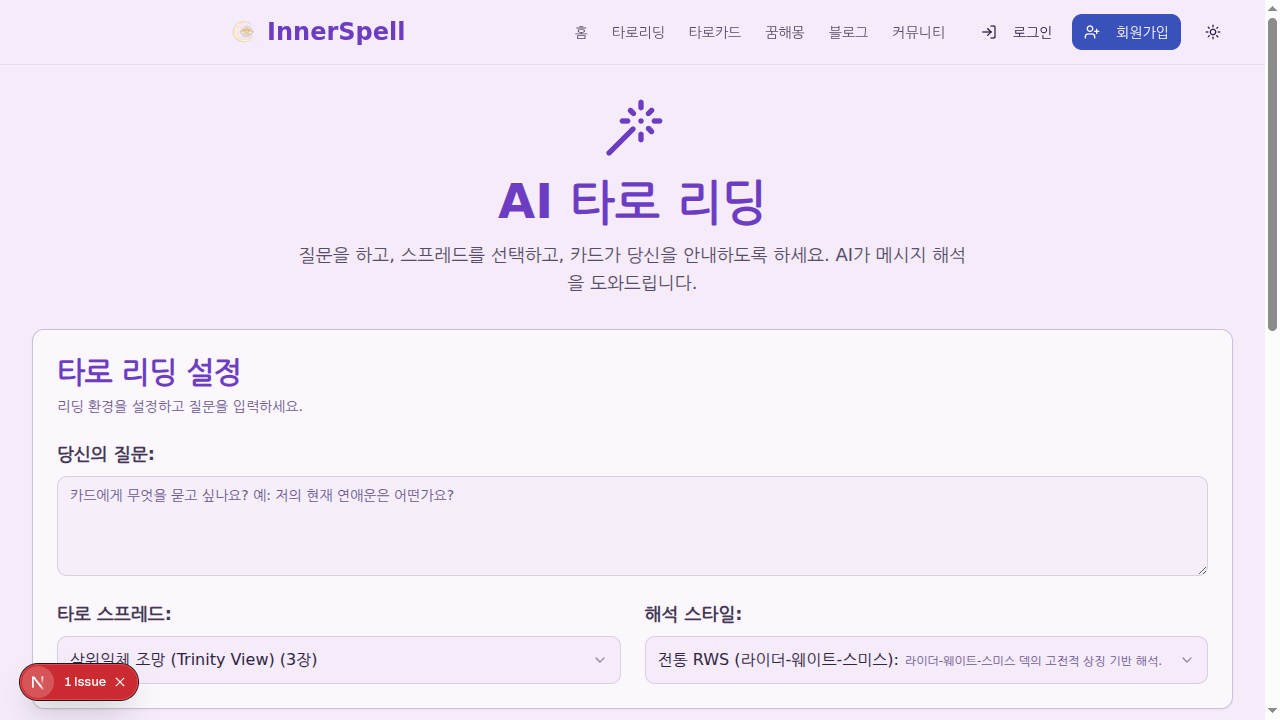 InnerSpell
홈
타로리딩
타로카드
꿈해몽
블로그
커뮤니티
로그인
회원가입
AI 타로 리딩
질문을 하고, 스프레드를 선택하고, 카드가 당신을 안내하도록 하세요. AI가 메시지 해석
을 도와드립니다.
타로 리딩 설정
리딩 환경을 설정하고 질문을 입력하세요.
당신의 질문:
카드에게 무엇을 묻고 싶나요? 예: 저의 현재 연애운은 어떤가요?
타로 스프레드:
해석 스타일:
삼위일체 조망 (Trinity View) (3장)
전통 RWS (라이더-웨이트-스미스): 라이더-웨이트-스미스 덱의 고전적 상징 기반 해석.
N
1 Issue